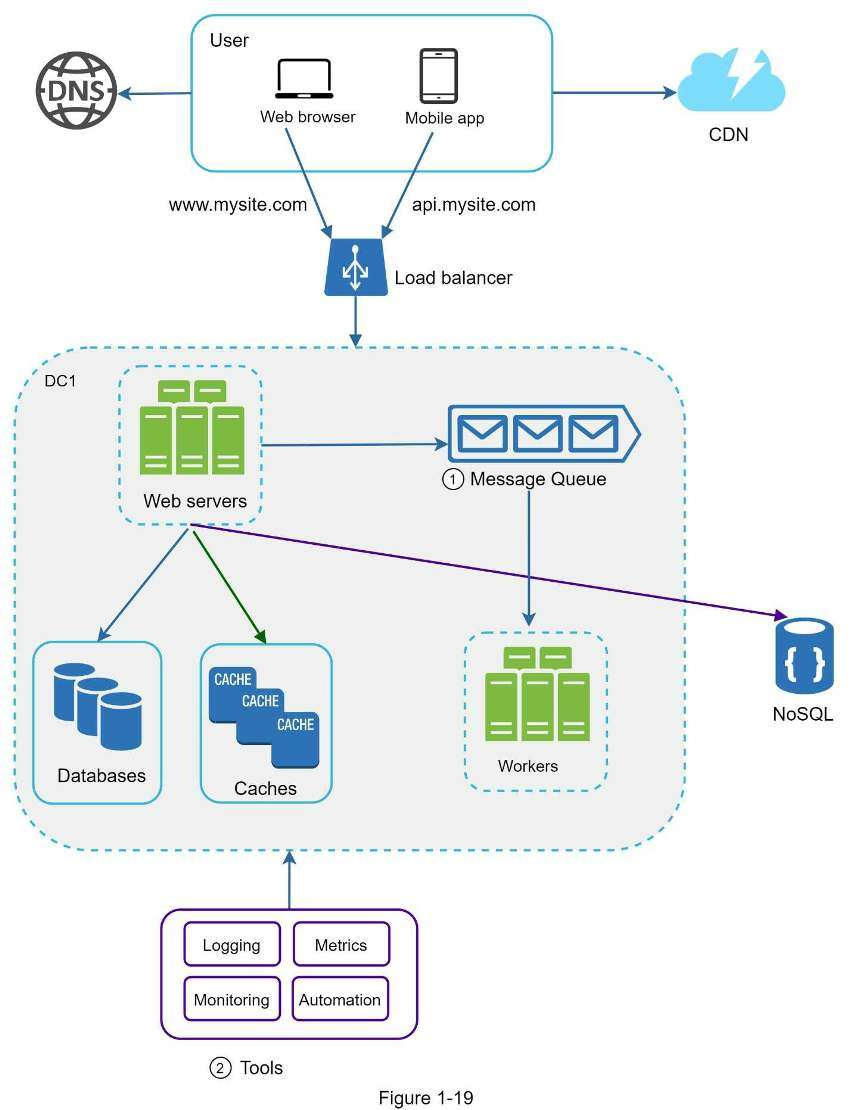 User
DNS
Web browser
Mobile app
CDN
www.mysite.com
api.mysite.com
Load balancer
DC1
Web servers
1 Message Queue
CACHE
CACHE
CACHE
Databases
Caches
Workers
{ }
NoSQL
Logging
Metrics
Monitoring
Automation
2 Tools
Figure 1-19